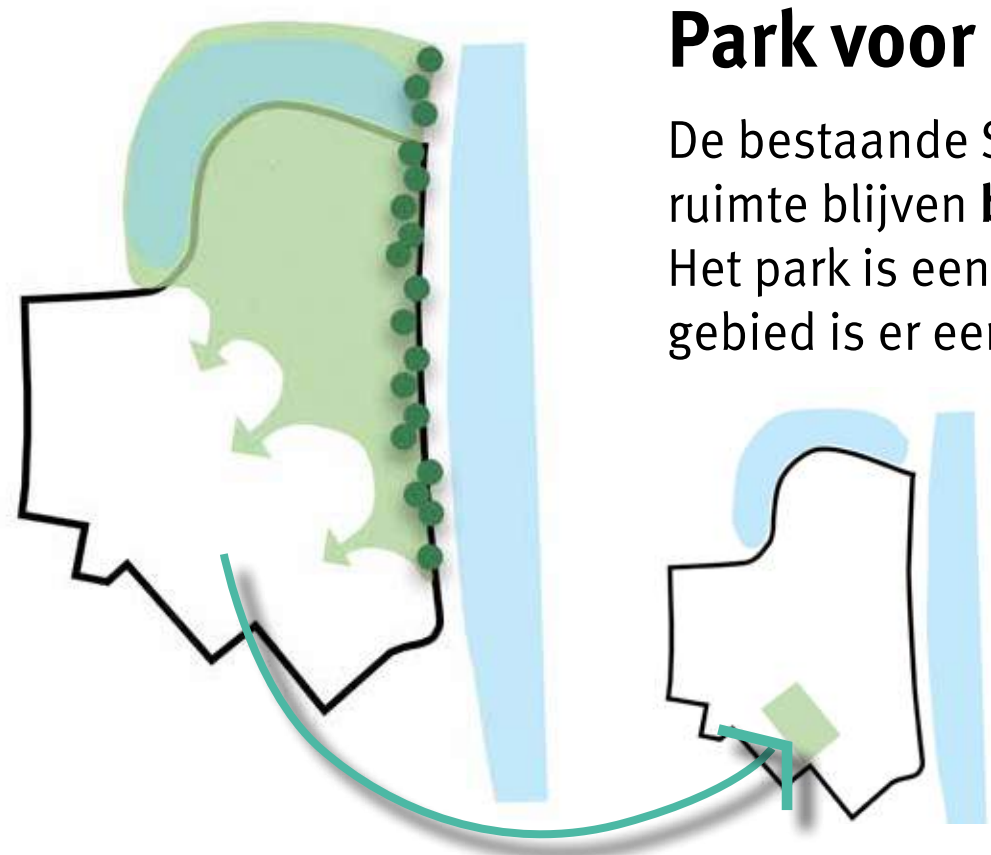 Park voor
De bestaande S
ruimte blijven b
Het park is een
gebied is er een